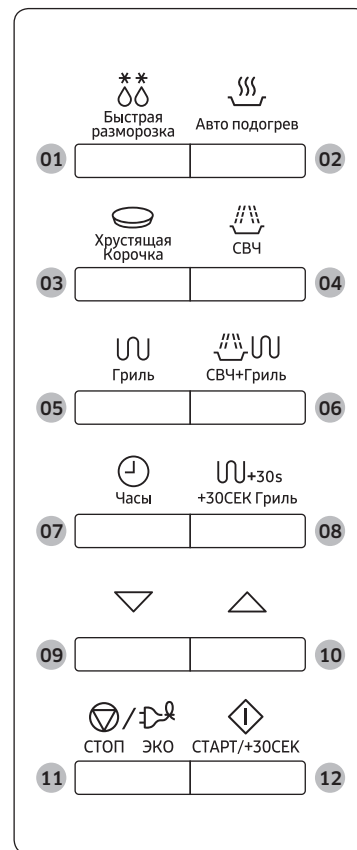 Быстрая
разморозка
Авто подогрев
01
02
Хрустящая
Корочка
СВЧ
03
04
Гриль
СВЧ+Гриль
05
06
+30s
Часы
+30СЕК Гриль
07
08
09
10
/
СТОП
ЭКО
СТАРТ/+30СЕК
11
12